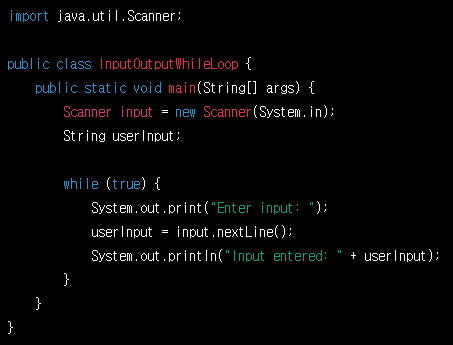 import java.util.Scanner;
public class InputOutputWhileLoop {
public static void main(String[] args) {
Scanner input = new Scanner(System.in);
String userInput;
while (true) {
System.out.print("Enter input: ");
userInput = input.nextLine();
System.out.println("Input entered: " + userInput);
}
}
}